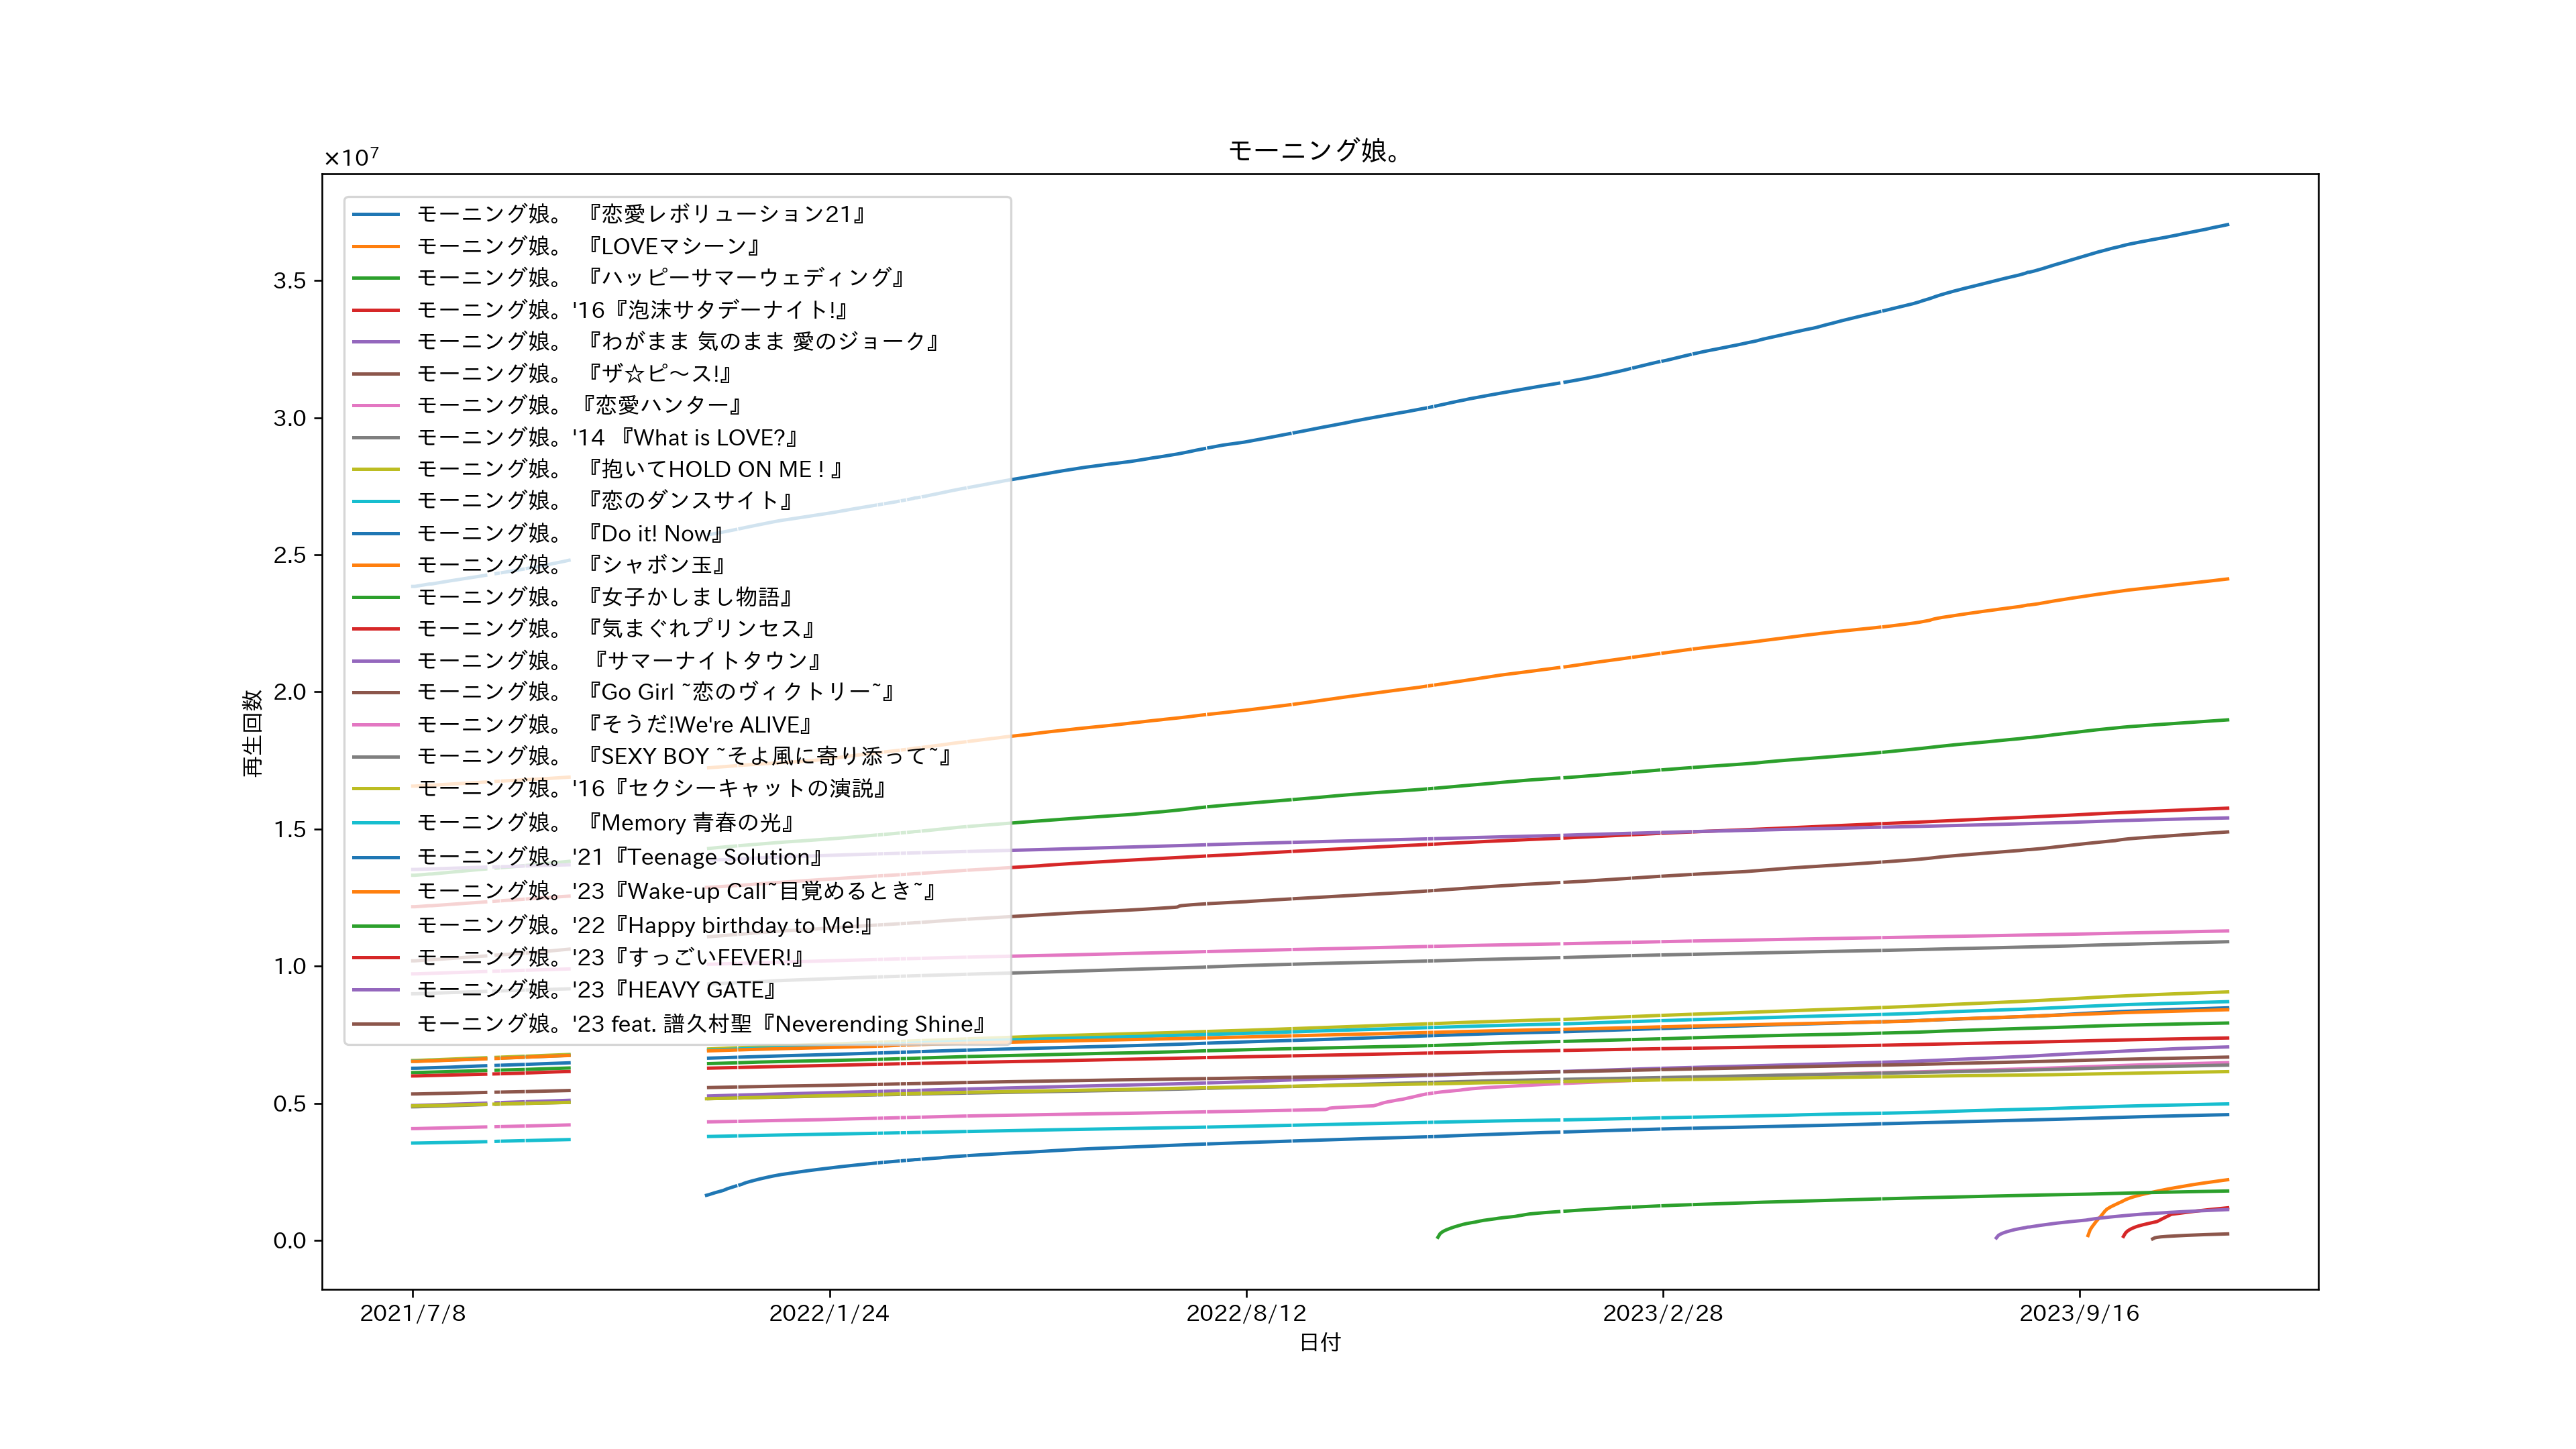 モーニング娘。
×10⁷
モーニング娘。 『恋愛レボリューション21』
モーニング娘。 『LOVEマシーン』
モーニング娘。 『ハッピーサマーウェディング』
モーニング娘。'16『泡沫サタデーナイト!』
モーニング娘。 『わがまま 気のまま 愛のジョーク』
モーニング娘。 『ザ☆ピ～ス!』
モーニング娘。『恋愛ハンター』
モーニング娘。'14 『What is LOVE?』
モーニング娘。 『抱いてHOLD ON ME ! 』
モーニング娘。 『恋のダンスサイト』
モーニング娘。 『Do it! Now』
モーニング娘。 『シャボン玉』
モーニング娘。 『女子かしまし物語』
モーニング娘。 『気まぐれプリンセス』
モーニング娘。  『サマーナイトタウン』
モーニング娘。 『Go Girl ~恋のヴィクトリー~』
モーニング娘。 『そうだ!We're ALIVE』
モーニング娘。 『SEXY BOY ~そよ風に寄り添って~』
モーニング娘。'16『セクシーキャットの演説』
モーニング娘。 『Memory 青春の光』
モーニング娘。'21『Teenage Solution』
モーニング娘。'23『Wake-up Call~目覚めるとき~』
モーニング娘。'22『Happy birthday to Me!』
モーニング娘。'23『すっごいFEVER!』
モーニング娘。'23『HEAVY GATE』
モーニング娘。'23 feat. 譜久村聖『Neverending Shine』
3.5
3.0
2.5
2.0
1.5
1.0
0.5
0.0
再生回数
2021/7/8
2022/1/24
2022/8/12
2023/2/28
2023/9/16
日付